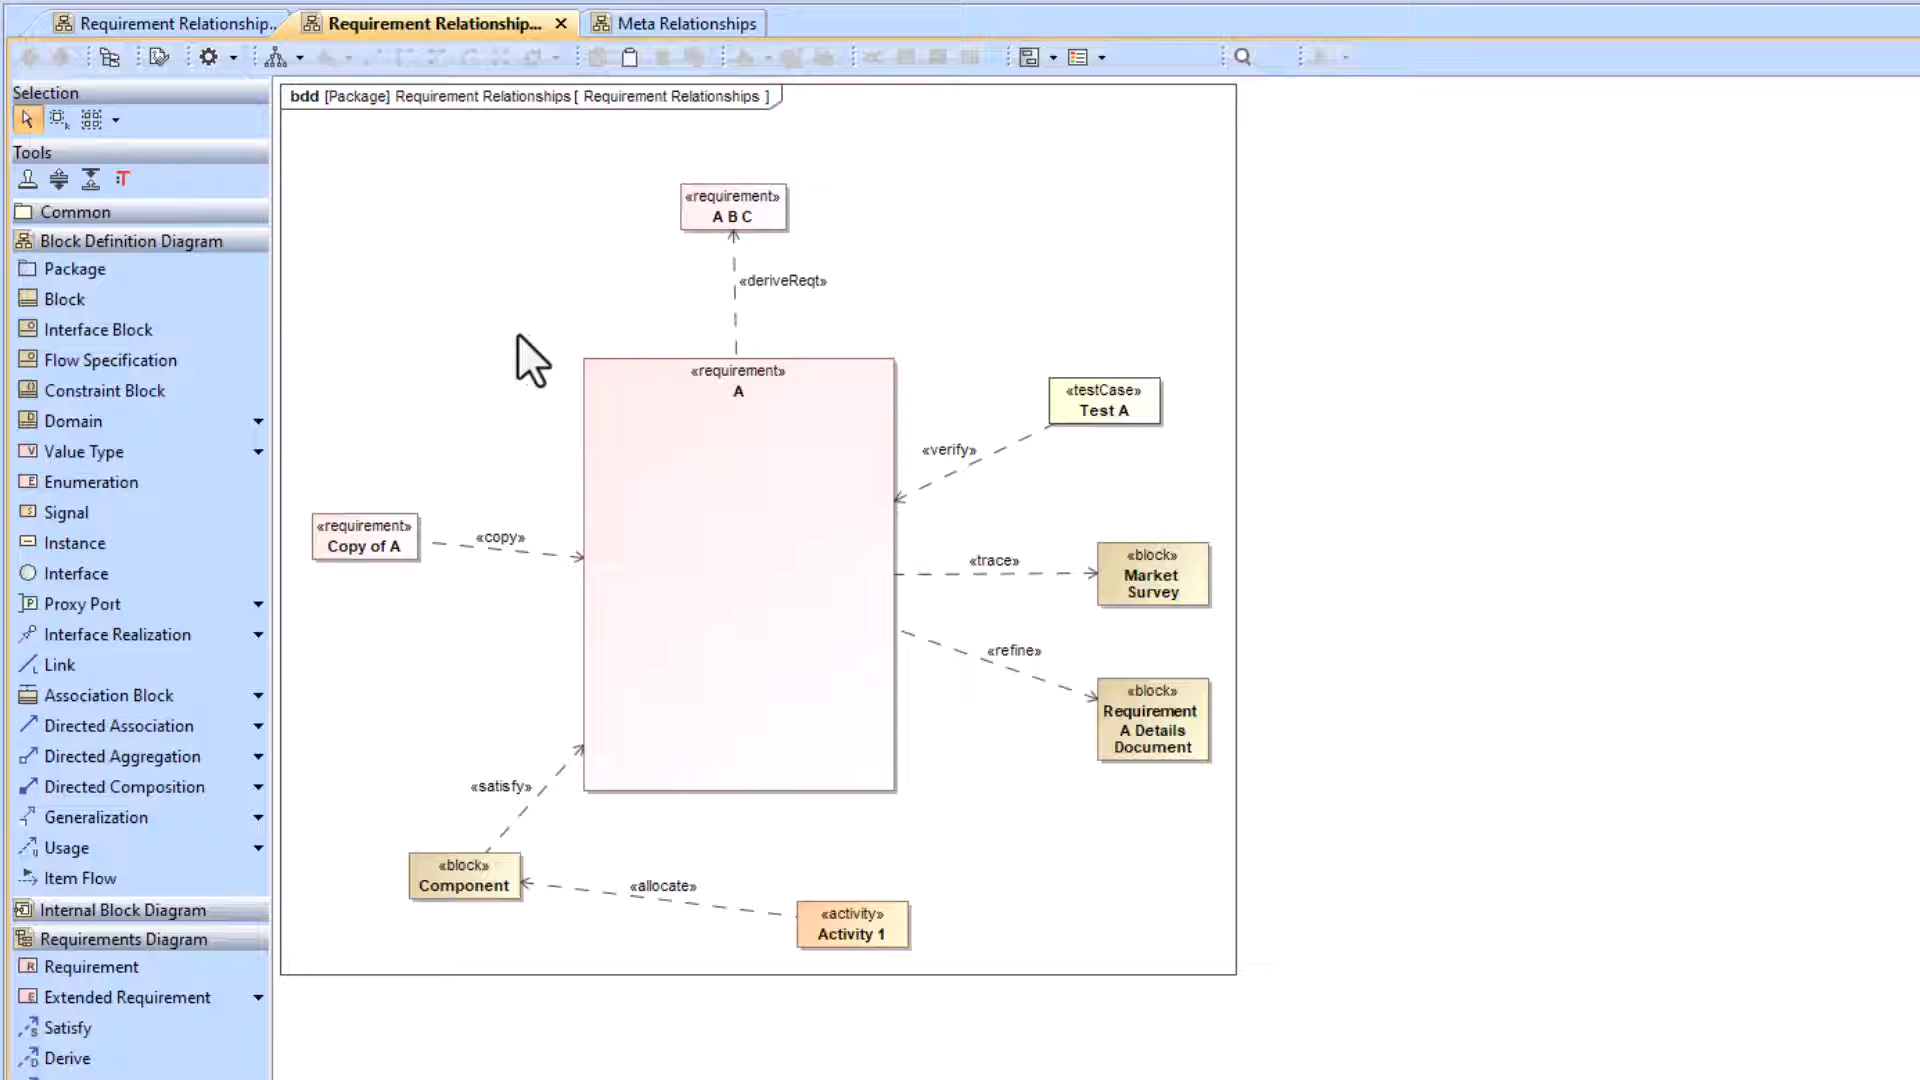 Requirement Relationship...
Requirement Relationship...
Meta Relationships
Selection
Tools
Common
Block Definition Diagram
Package
Block
Interface Block
Flow Specification
Constraint Block
Domain
Value Type
Enumeration
Signal
Instance
Interface
Proxy Port
Interface Realization
Link
Association Block
Directed Association
Directed Aggregation
Directed Composition
Generalization
Usage
Item Flow
Internal Block Diagram
Requirements Diagram
Requirement
Extended Requirement
Satisfy
Derive
bdd [Package] Requirement Relationships [ Requirement Relationships ]
«requirement»
A B C
«deriveReqt»
«requirement»
A
«testCase»
Test A
«verify»
«requirement»
Copy of A
«copy»
«trace»
«block»
Market
Survey
«refine»
«block»
Requirement
A Details
Document
«satisfy»
«block»
Component
«allocate»
«activity»
Activity 1